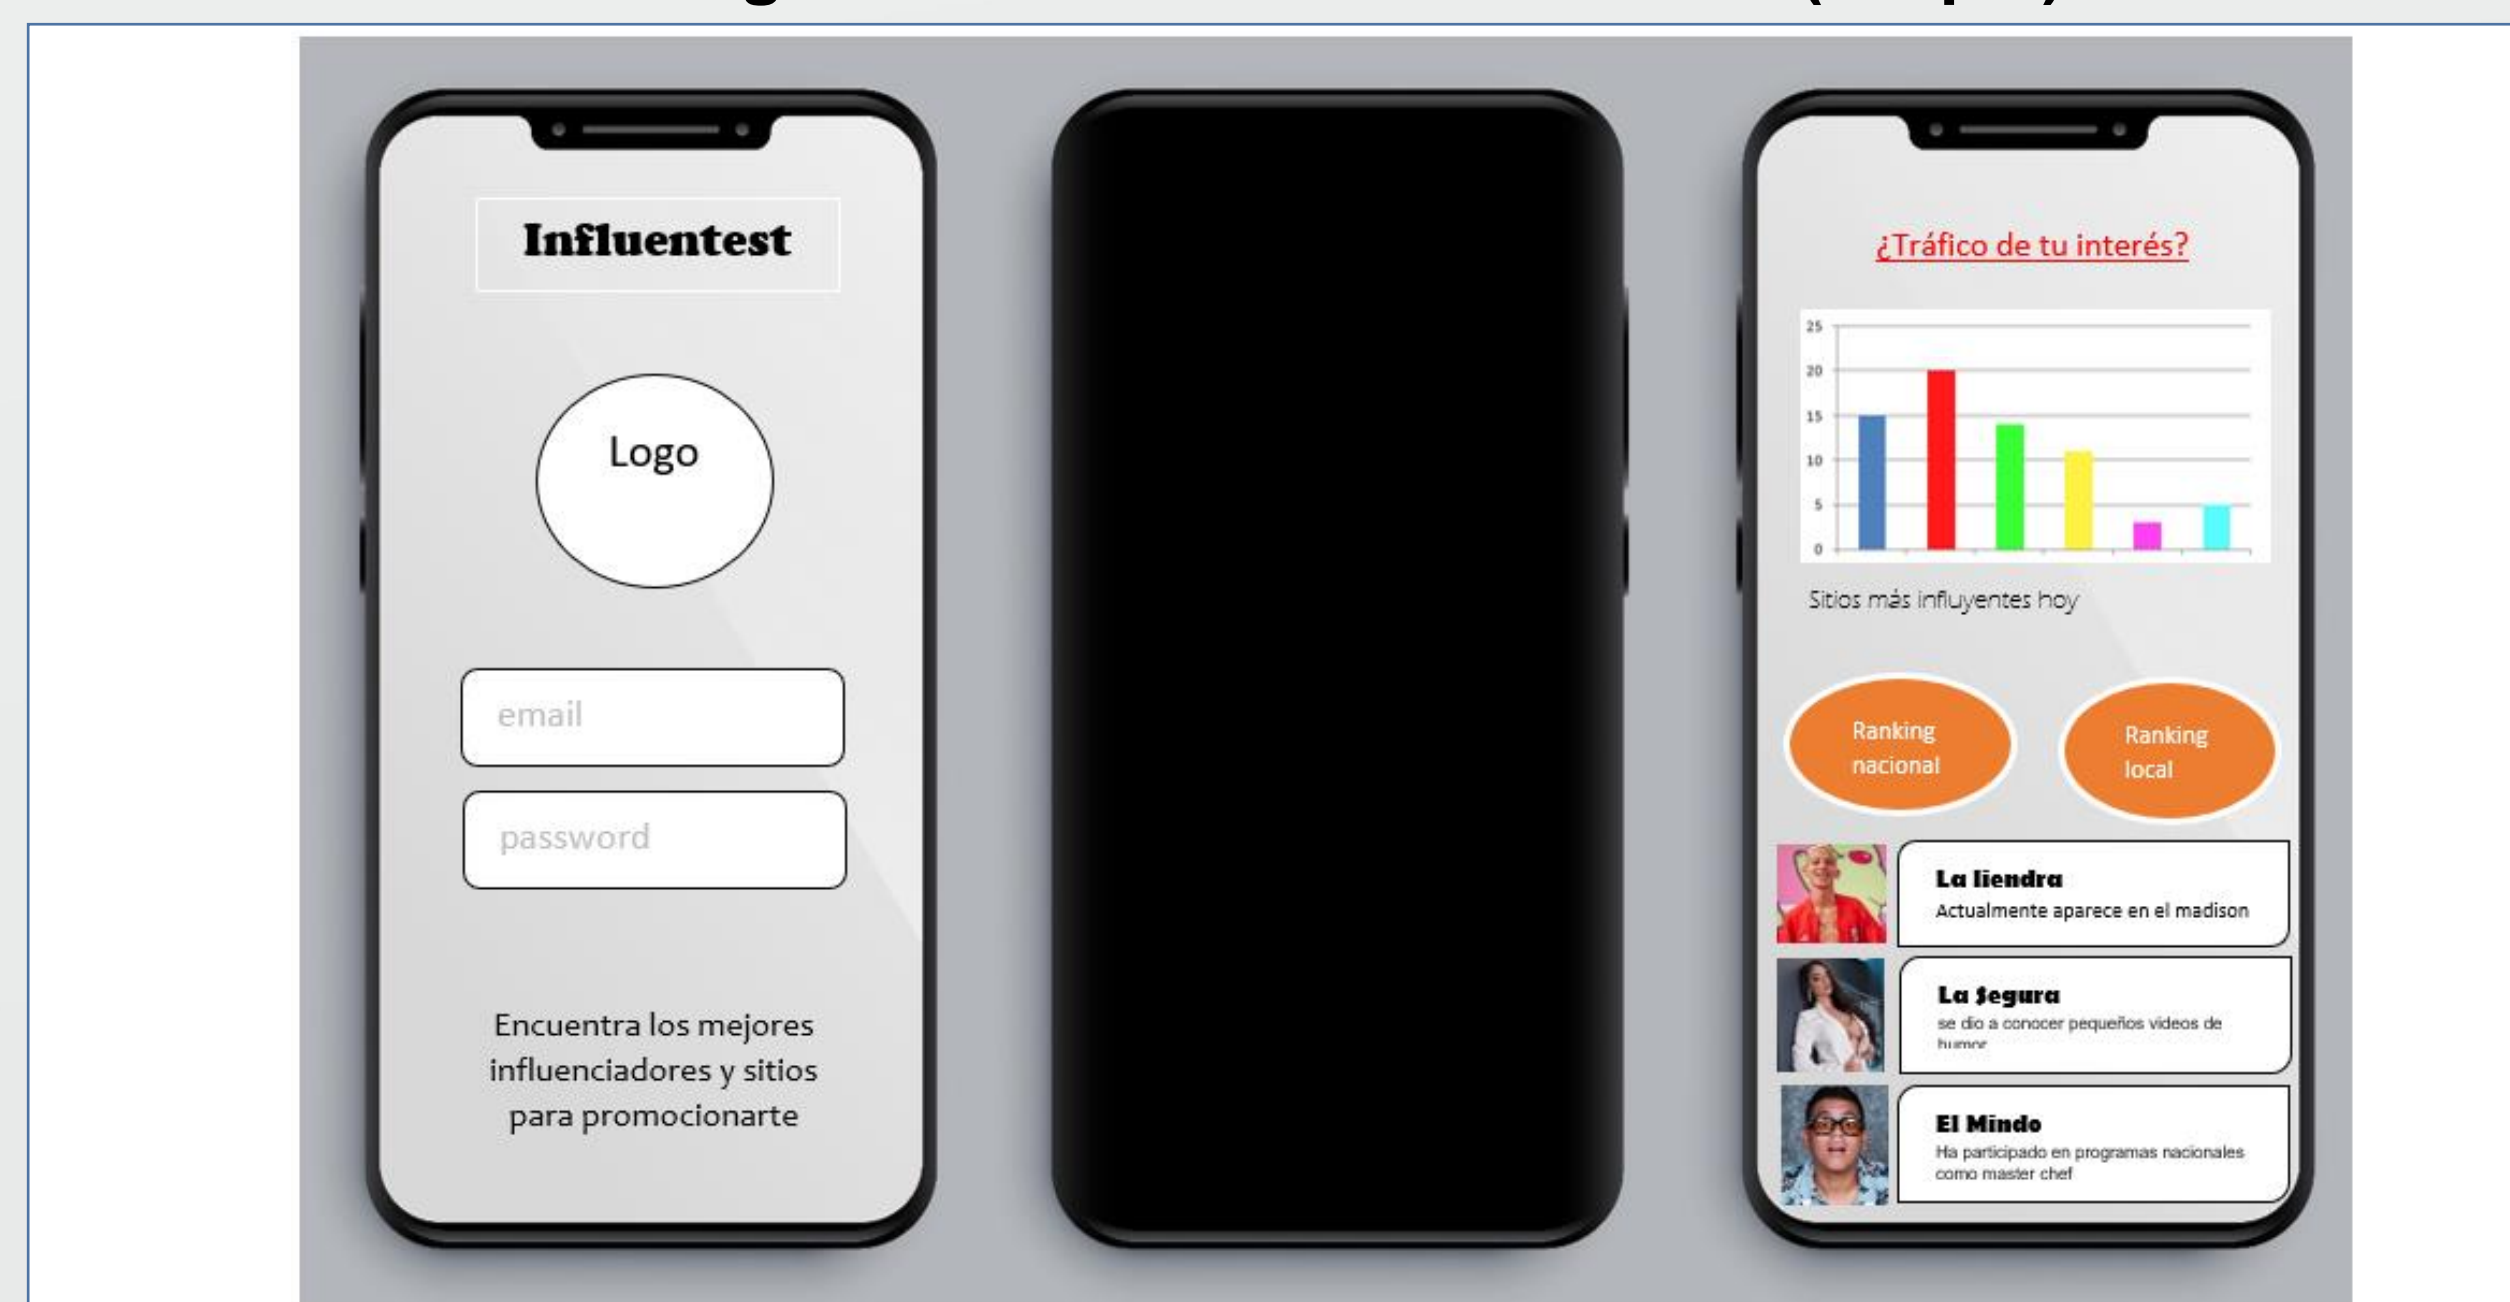 Influentest
Logo
email
password
Encuentra los mejores
influenciadores y sitios
para promocionarte
¿Tráfico de tu interés?
25
20
15
10
5
0
Sitios más influyentes hoy
Ranking
nacional
Ranking
local
La liendra
Actualmente aparece en el madison
La Segura
se dio a conocer pequeños videos de
humor
El Mindo
Ha participado en programas nacionales
como master chef